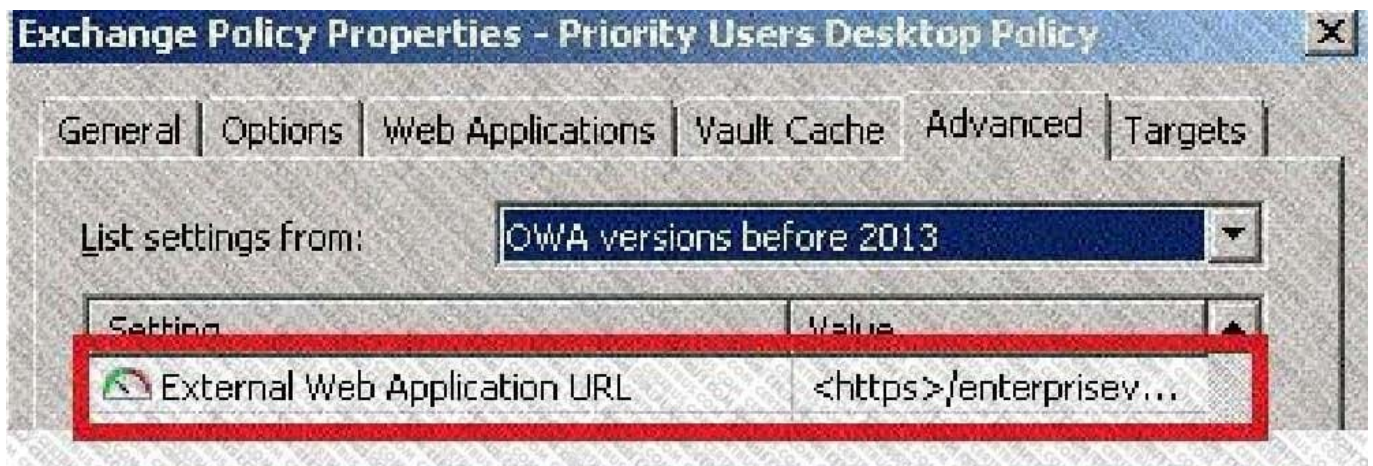 Exchange Policy Properties - Priority Users Desktop Policy
General Options Web Applications Vault Cache Advanced Targets
List settings from: OWA versions before 2013
Setting Value
External Web Application URL <https>/enterprisev...